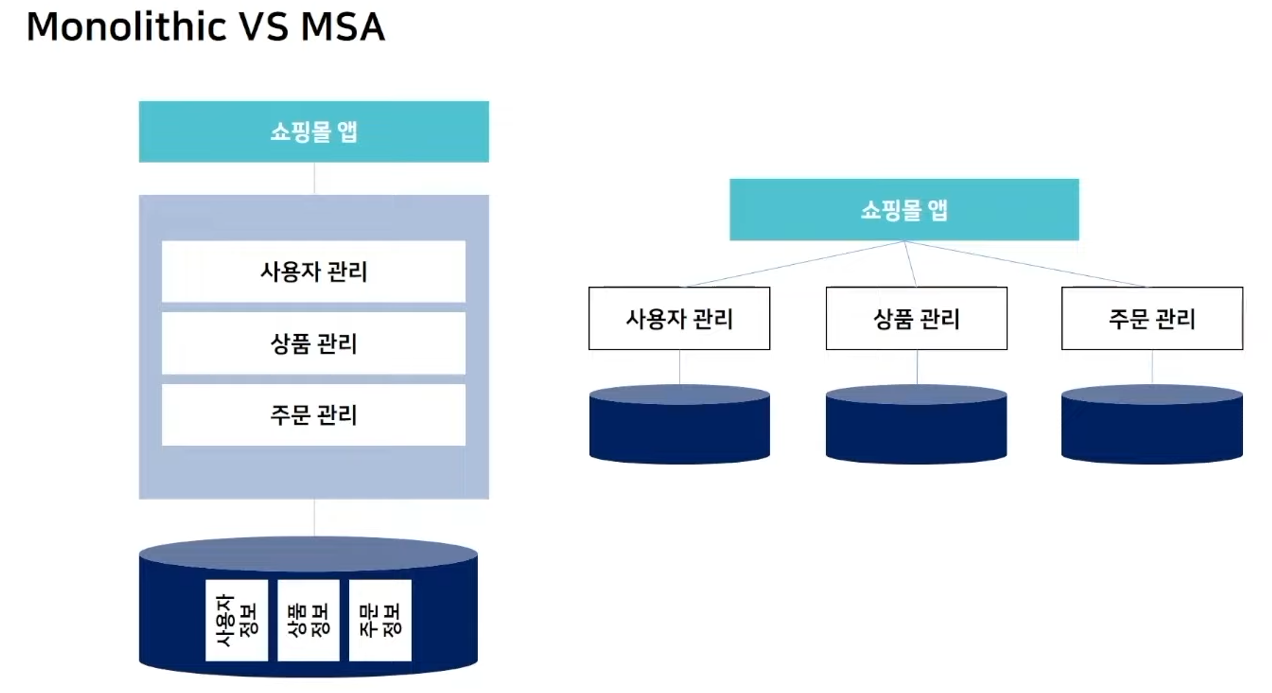 Monolithic VS MSA
쇼핑몰 앱
사용자 관리
상품 관리
주문 관리
사용자
정보
상품
정보
주문
정보
쇼핑몰 앱
사용자 관리
상품 관리
주문 관리